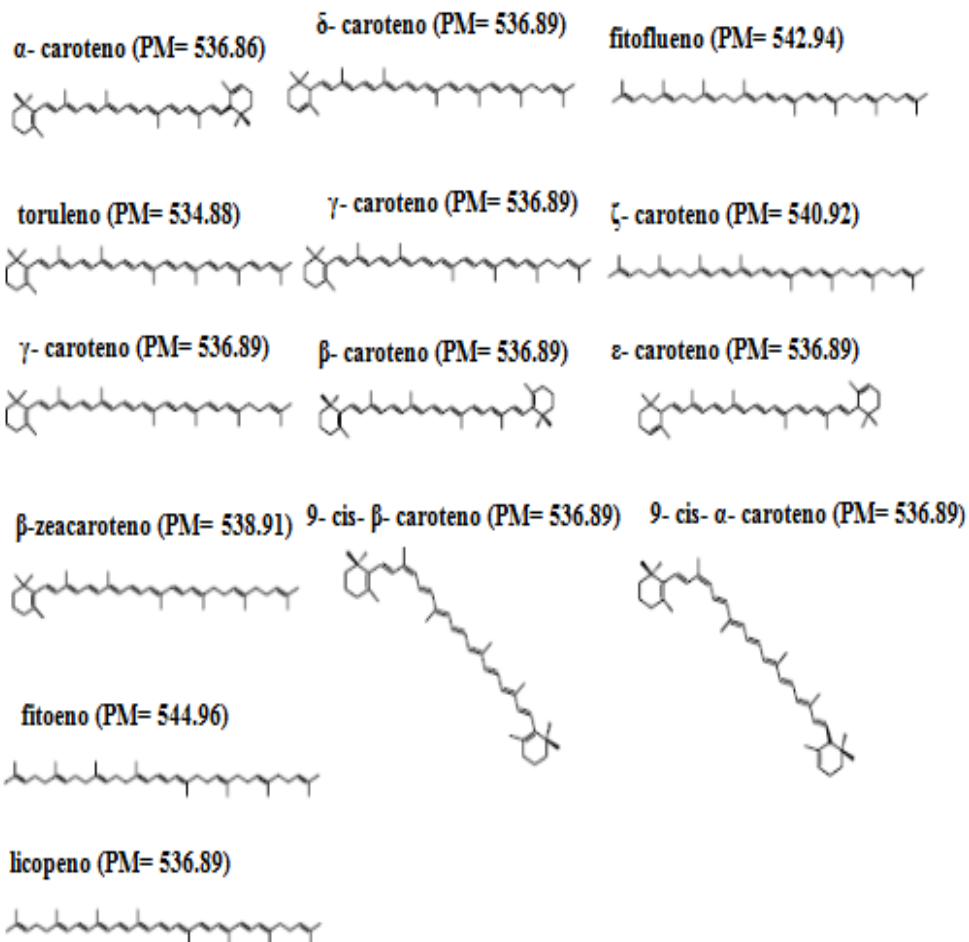 α- caroteno (PM= 536.86)
δ- caroteno (PM= 536.89)
fitoflueno (PM= 542.94)
toruleno (PM= 534.88)
γ- caroteno (PM= 536.89)
ζ- caroteno (PM= 540.92)
γ- caroteno (PM= 536.89)
β- caroteno (PM= 536.89)
ε- caroteno (PM= 536.89)
β-zeacaroteno (PM= 538.91)
9- cis- β- caroteno (PM= 536.89)
9- cis- α- caroteno (PM= 536.89)
fitoeno (PM= 544.96)
licopeno (PM= 536.89)